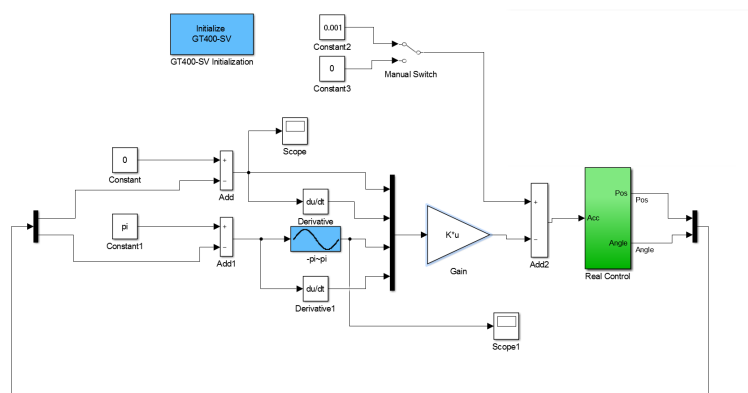 Initialize
GT400-SV
GT400-SV Initialization
0.001
Constant2
0
Constant3
Manual Switch
Scope
0
Constant
+
−
Add
du/dt
Derivative
pi
Constant1
+
−
Add1
-pi~pi
du/dt
Derivative1
K*u
Gain
+
−
Add2
Acc
Pos
Pos
Angle
Angle
Real Control
Scope1